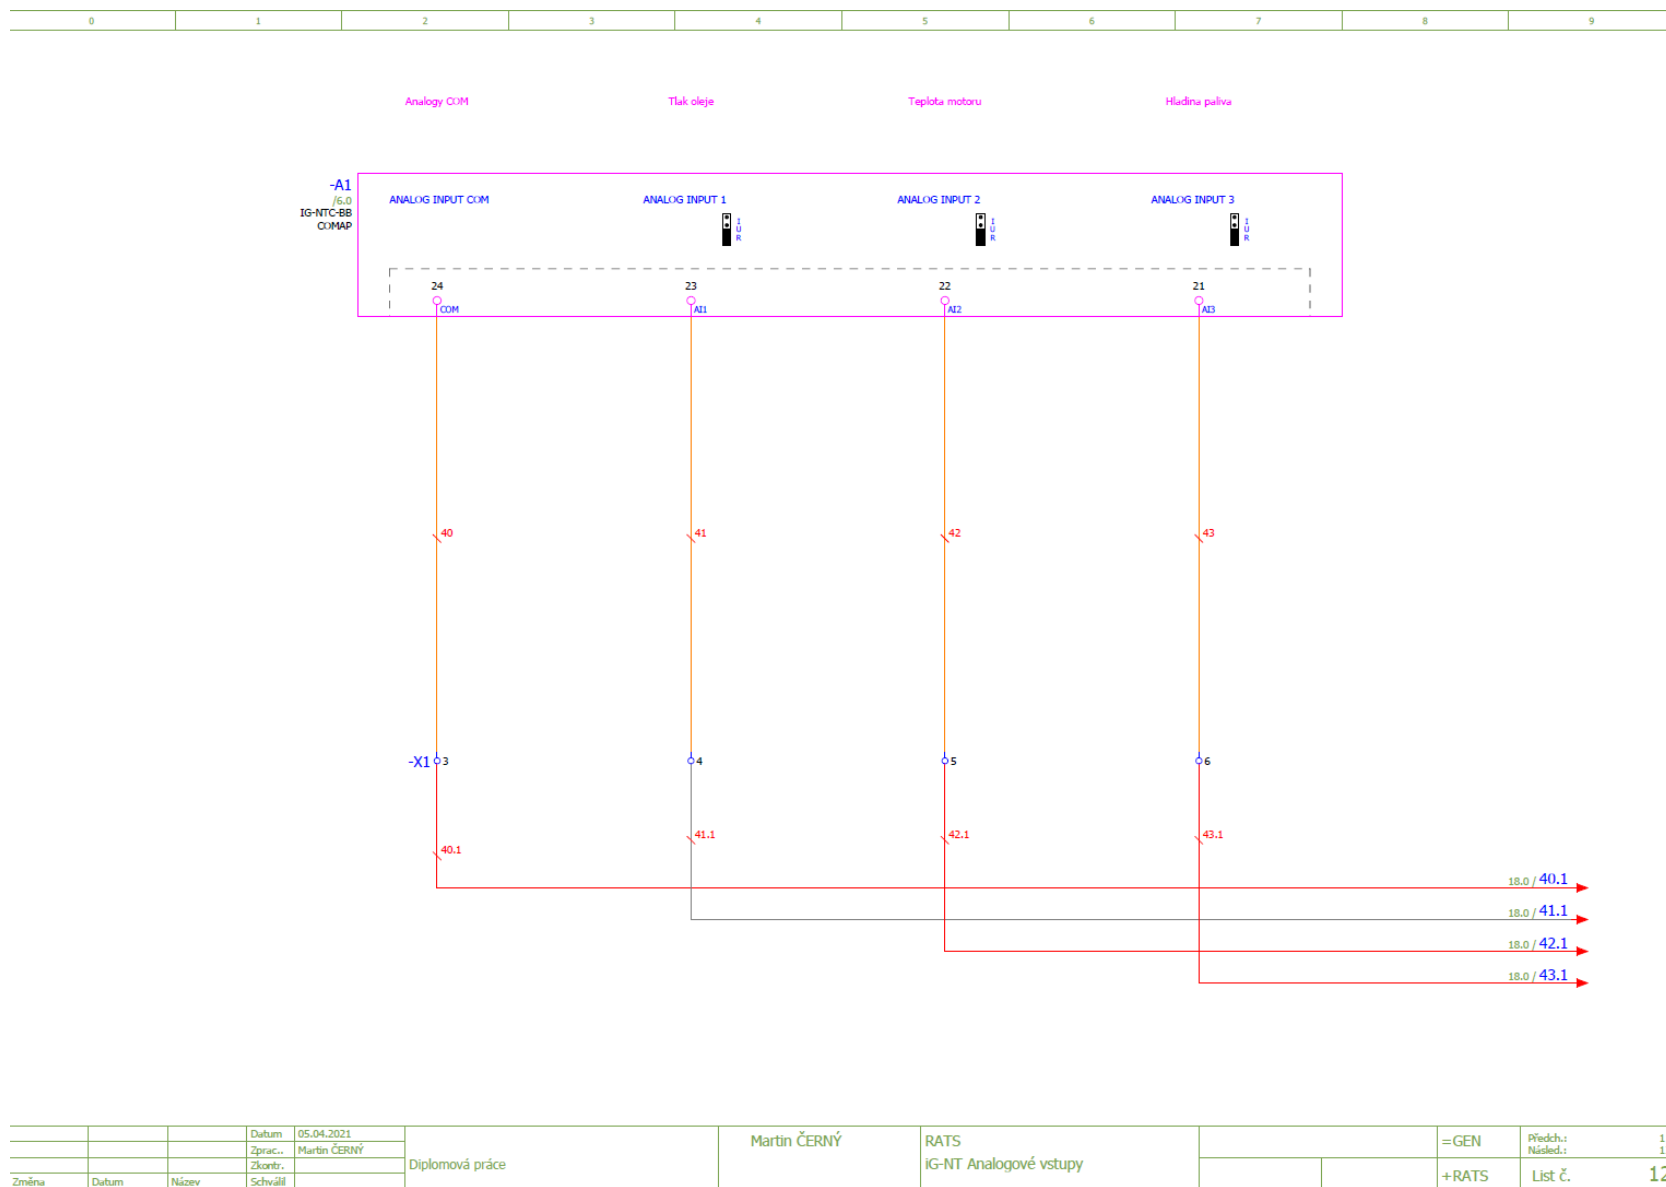 0 1 2 3 4 5 6 7 8 9
Analogy COM Tlak oleje Teplota motoru Hladina paliva
-A1
/6.0
IG-NTC-BB
COMAP
ANALOG INPUT COM ANALOG INPUT 1 ANALOG INPUT 2 ANALOG INPUT 3
I I I
U U U
R R R
24 23 22 21
COM AI1 AI2 AI3
40 41 42 43
-X1 3 4 5 6
41.1 42.1 43.1
40.1
18.0 / 40.1
18.0 / 41.1
18.0 / 42.1
18.0 / 43.1
Datum 05.04.2021
Zprac.. Martin ČERNÝ
Zkontr.
Změna Datum Název Schválil
Diplomová práce
Martin ČERNÝ
RATS
iG-NT Analogové vstupy
=GEN
+RATS
Předch.: 1
Násled.: 1
List č. 12